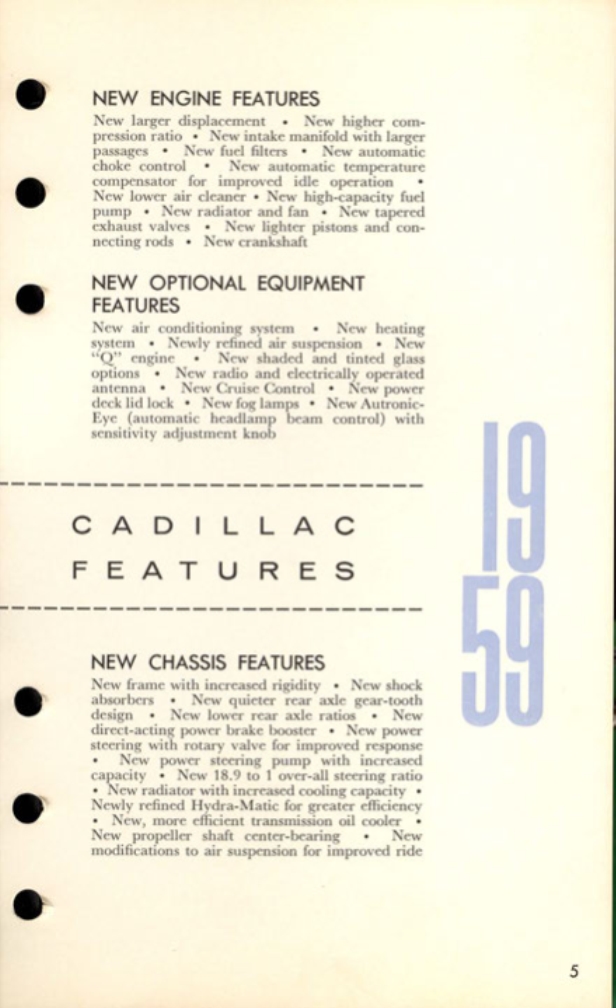 NEW ENGINE FEATURES
New larger displacement • New higher com-
pression ratio • New intake manifold with larger
passages • New fuel filters • New automatic
choke control • New automatic temperature
compensator for improved idle operation •
New lower air cleaner • New high-capacity fuel
pump • New radiator and fan • New tapered
exhaust valves • New lighter pistons and con-
necting rods • New crankshaft
NEW OPTIONAL EQUIPMENT
FEATURES
New air conditioning system • New heating
system • Newly refined air suspension • New
“Q” engine • New shaded and tinted glass
options • New radio and electrically operated
antenna • New Cruise Control • New power
deck lid lock • New fog lamps • New Autronic-
Eye (automatic headlamp beam control) with
sensitivity adjustment knob
CADILLAC
FEATURES
19
59
NEW CHASSIS FEATURES
New frame with increased rigidity • New shock
absorbers • New quieter rear axle gear-tooth
design • New lower rear axle ratios • New
direct-acting power brake booster • New power
steering with rotary valve for improved response
• New power steering pump with increased
capacity • New 18.9 to 1 over-all steering ratio
• New radiator with increased cooling capacity •
Newly refined Hydra-Matic for greater efficiency
• New, more efficient transmission oil cooler •
New propeller shaft center-bearing • New
modifications to air suspension for improved ride
5